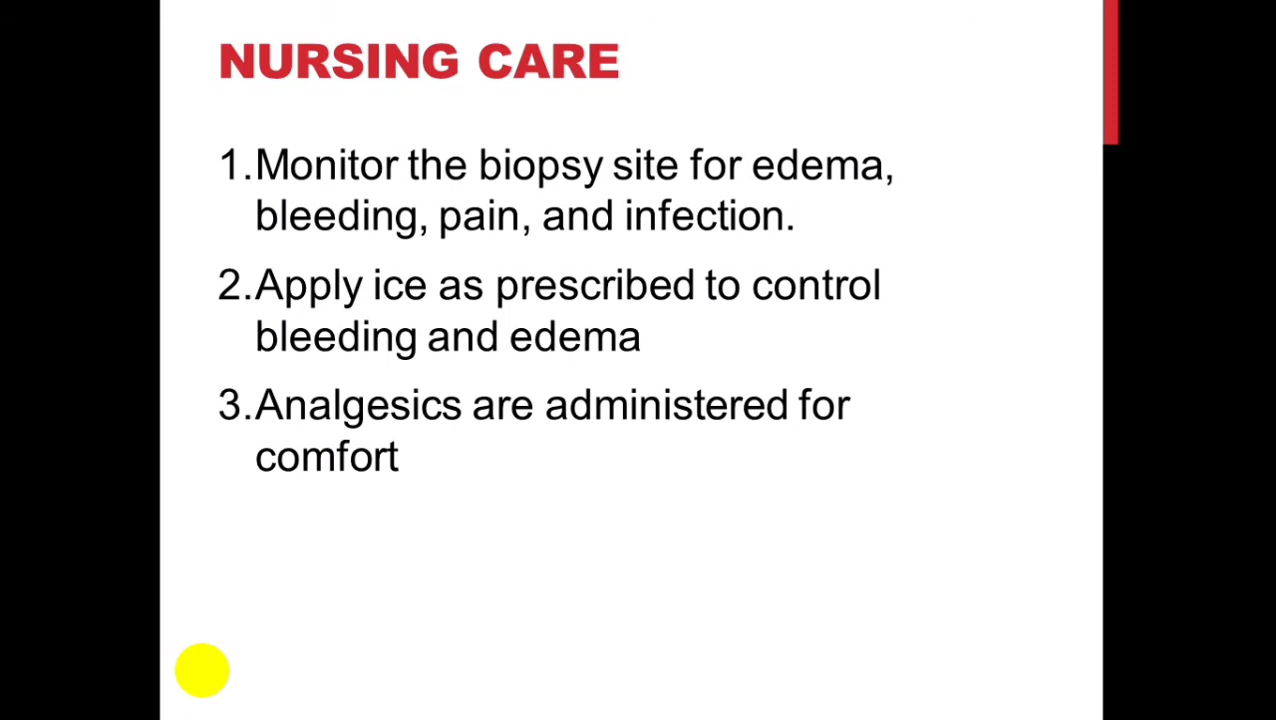 NURSING CARE
1.Monitor the biopsy site for edema,
bleeding, pain, and infection.
2.Apply ice as prescribed to control
bleeding and edema
3.Analgesics are administered for
comfort